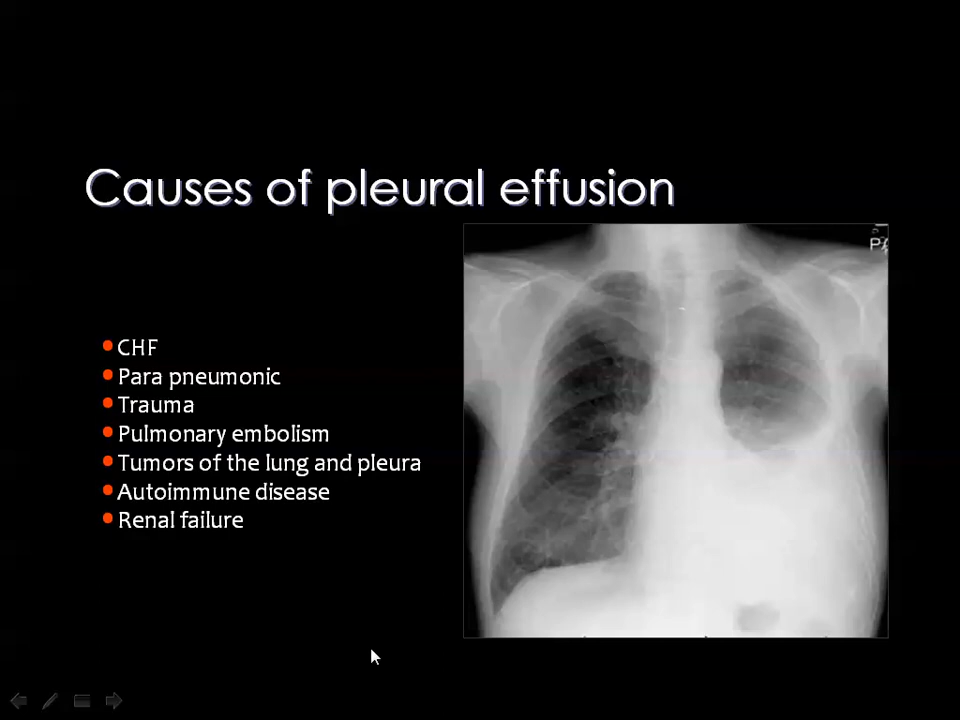 Causes of pleural effusion
CHF
Para pneumonic
Trauma
Pulmonary embolism
Tumors of the lung and pleura
Autoimmune disease
Renal failure